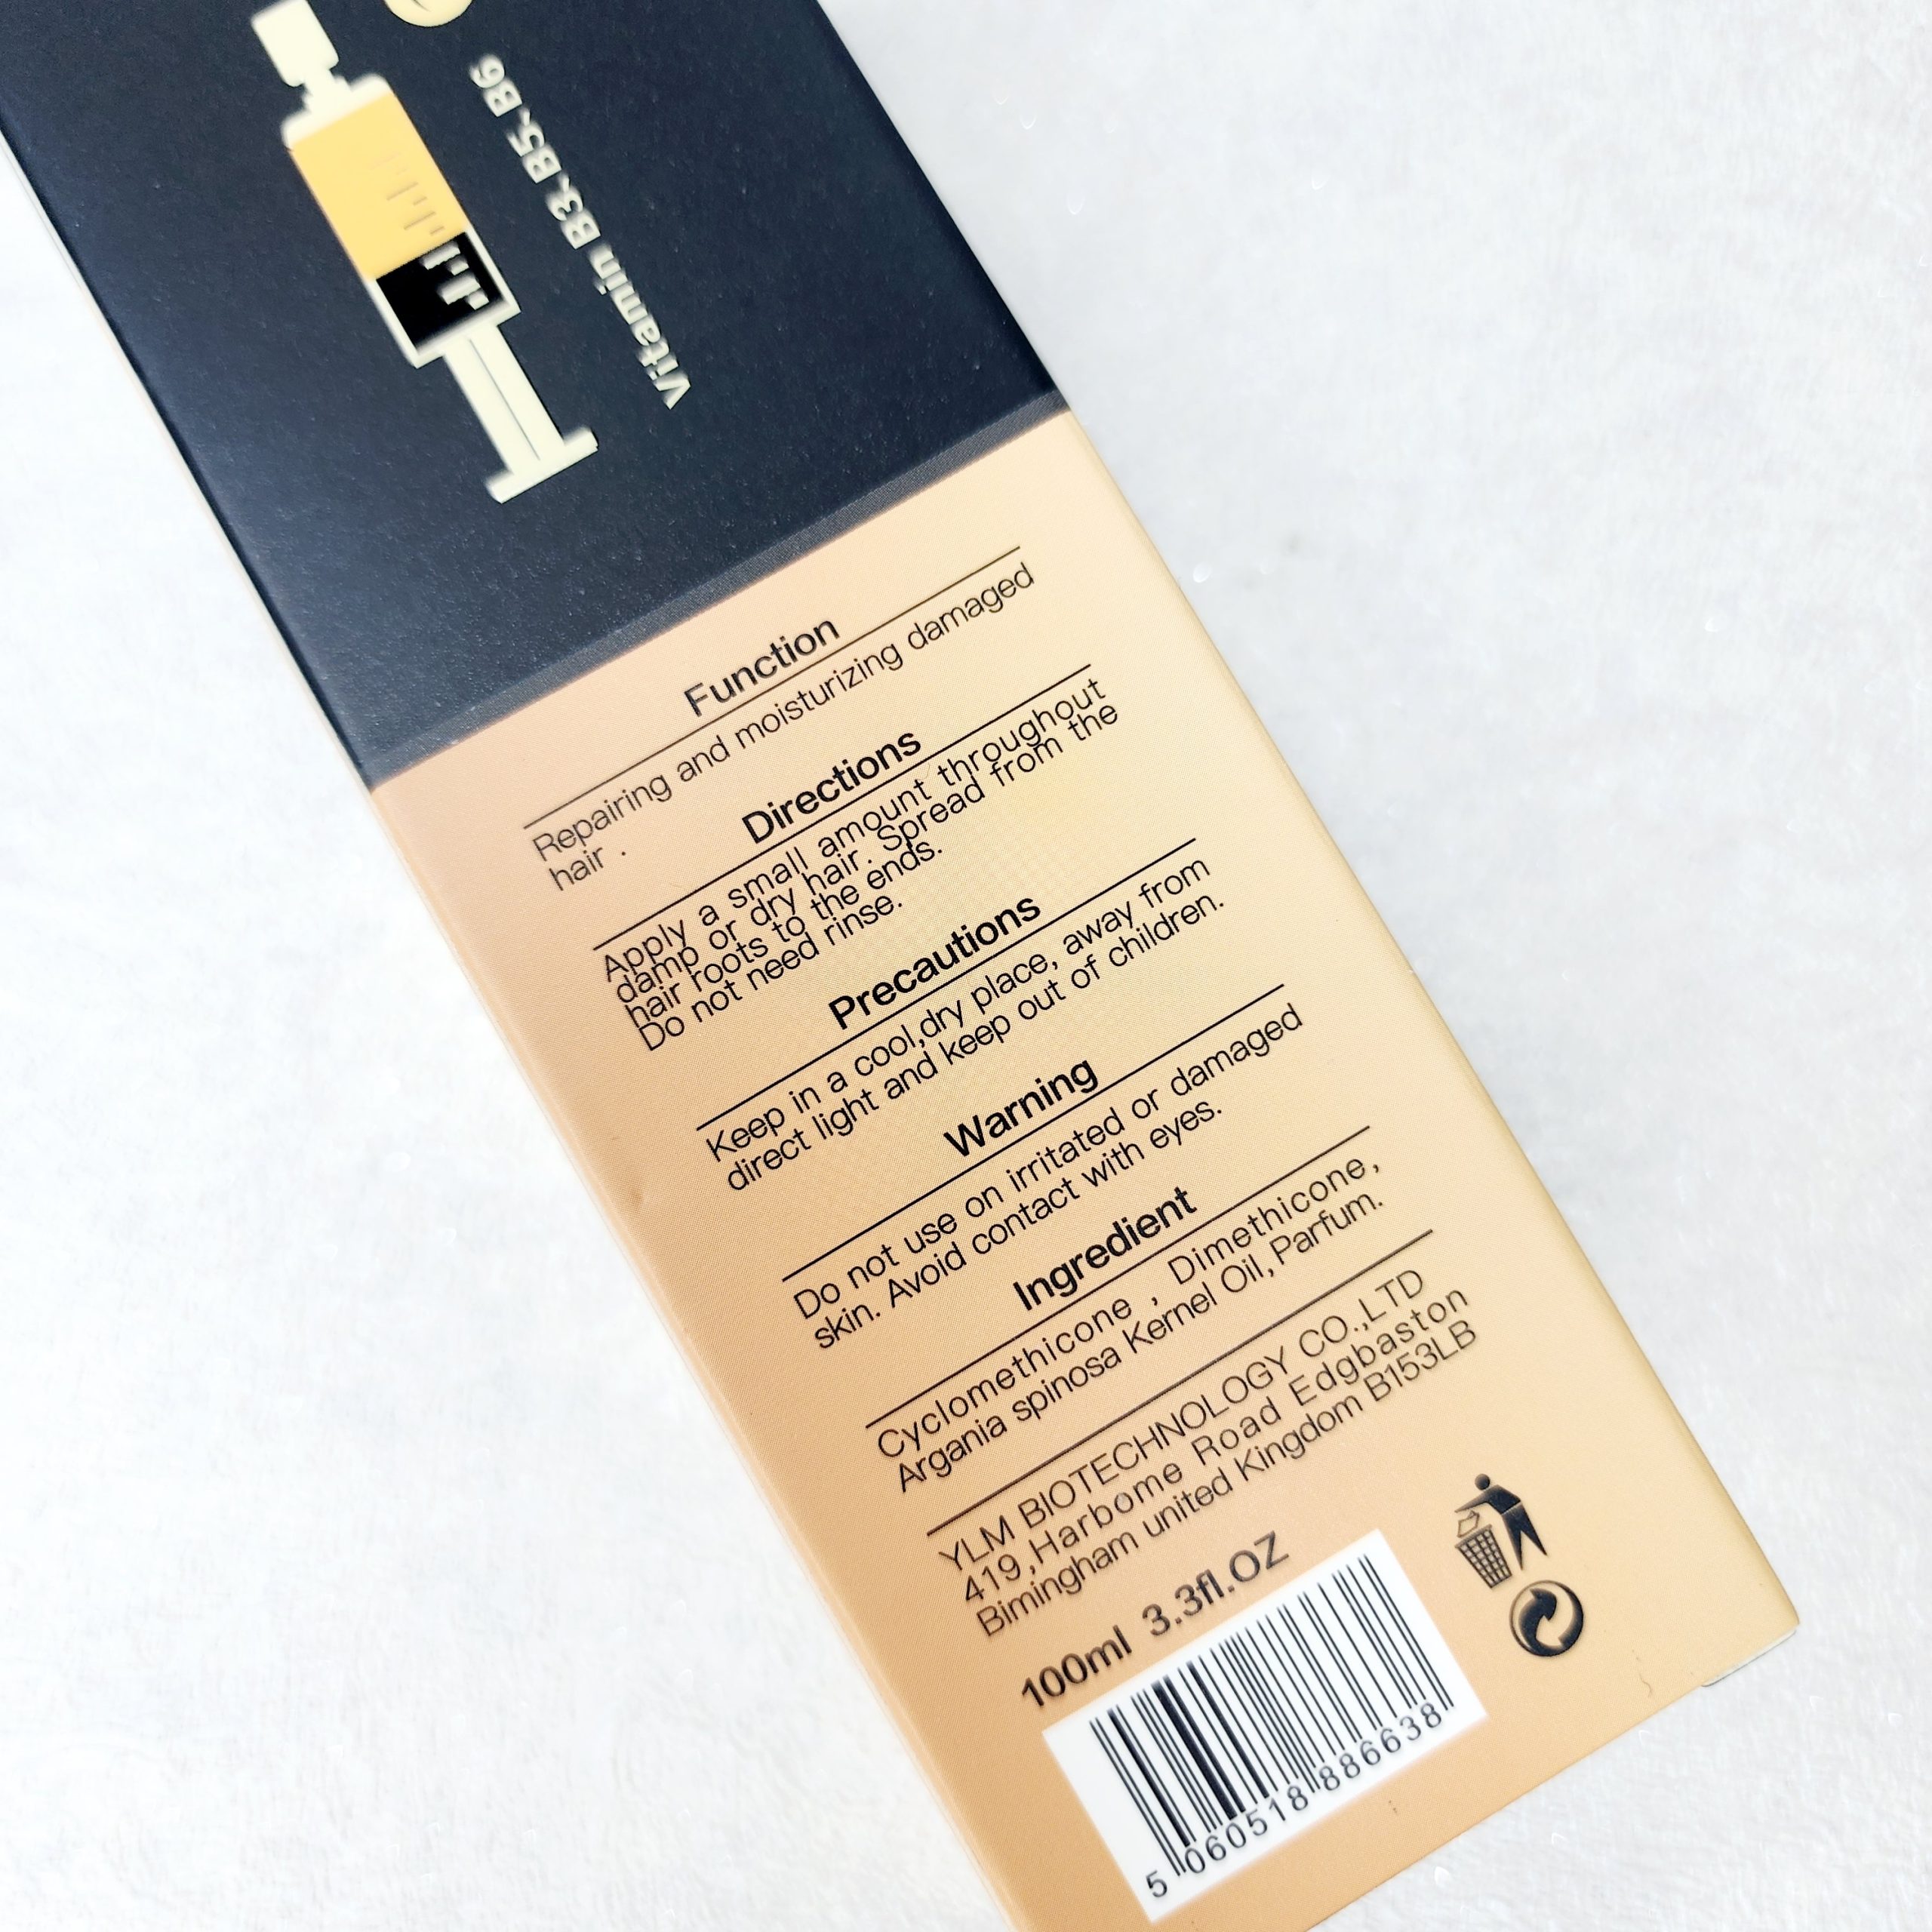 Vitamin B3、B5、B6
Function
Repairing and moisturizing damaged
hair .
Directions
Apply a small amount throughout
damp or dry hair. Spread from the
hair roots to the ends.
Do not need rinse.
Precautions
Keep in a cool,dry place, away from
direct light and keep out of children.
Warning
Do not use on irritated or damaged
skin. Avoid contact with eyes.
Ingredient
Cyclomethicone , Dimethicone,
Argania spinosa Kernel Oil, Parfum.
YLM BIOTECHNOLOGY CO.,LTD
419,Harborne Road Edgbaston
Bimingham united Kingdom B153LB
100ml 3.3fl.OZ
5 060518 886638